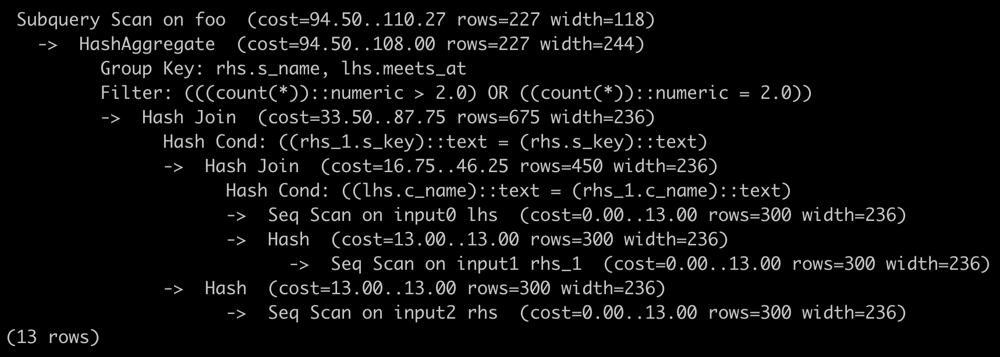 Subquery Scan on foo  (cost=94.50..110.27 rows=227 width=118)
  ->  HashAggregate  (cost=94.50..108.00 rows=227 width=244)
        Group Key: rhs.s_name, lhs.meets_at
        Filter: (((count(*))::numeric > 2.0) OR ((count(*))::numeric = 2.0))
        ->  Hash Join  (cost=33.50..87.75 rows=675 width=236)
              Hash Cond: ((rhs_1.s_key)::text = (rhs.s_key)::text)
              ->  Hash Join  (cost=16.75..46.25 rows=450 width=236)
                    Hash Cond: ((lhs.c_name)::text = (rhs_1.c_name)::text)
                    ->  Seq Scan on input0 lhs  (cost=0.00..13.00 rows=300 width=236)
                    ->  Hash  (cost=13.00..13.00 rows=300 width=236)
                          ->  Seq Scan on input1 rhs_1  (cost=0.00..13.00 rows=300 width=236)
              ->  Hash  (cost=13.00..13.00 rows=300 width=236)
                    ->  Seq Scan on input2 rhs  (cost=0.00..13.00 rows=300 width=236)
(13 rows)